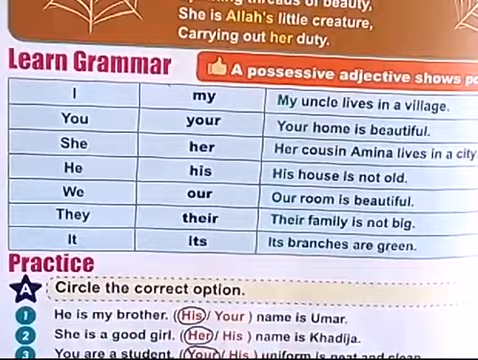 threads of beauty,
She is Allah's little creature,
Carrying out her duty.
Learn Grammar
A possessive adjective shows
I my My uncle lives in a village.
You your Your home is beautiful.
She her Her cousin Amina lives in a city
He his His house is not old.
We our Our room is beautiful.
They their Their family is not big.
It its Its branches are green.
Practice
A Circle the correct option.
1 He is my brother. (His / Your ) name is Umar.
2 She is a good girl. (Her / His ) name is Khadija.
3 You are a student. (Your / His ) uniform is neat and clean.